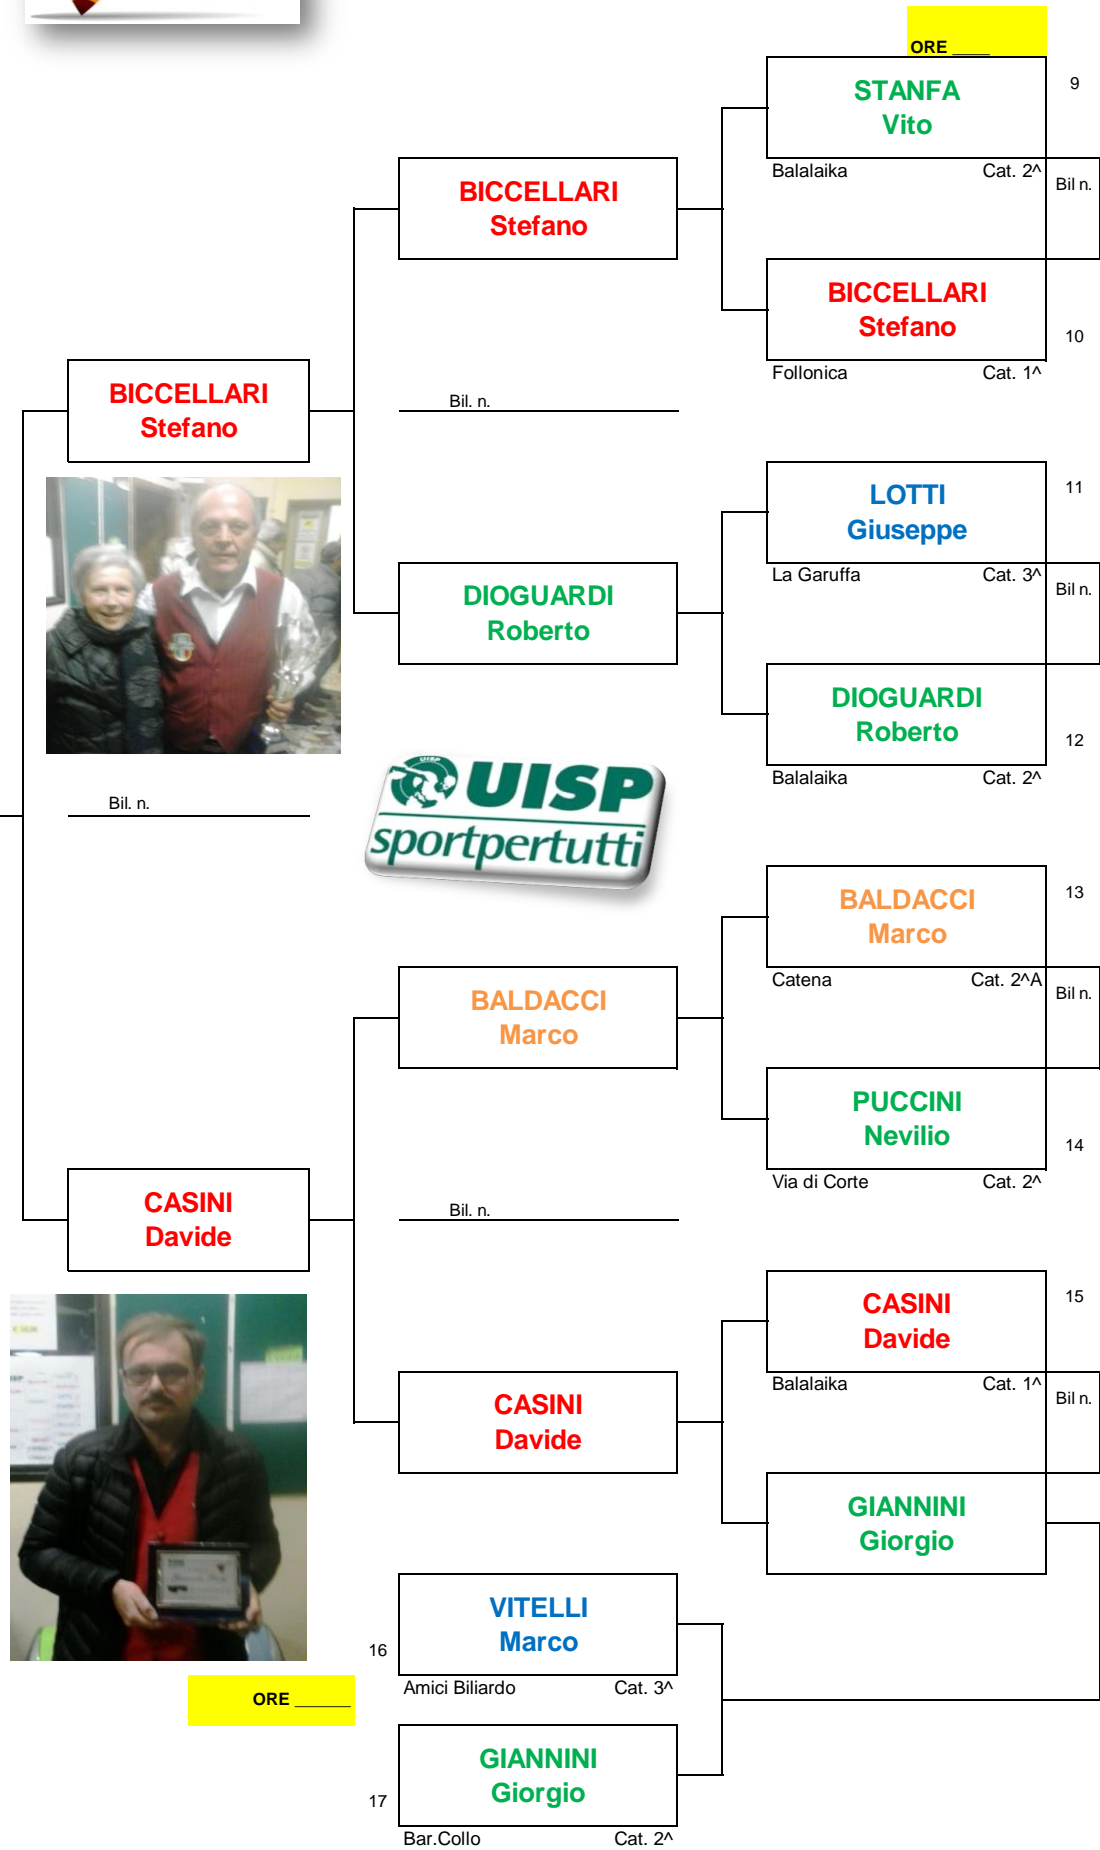 ORE ____
STANFA
Vito
9
Balalaika Cat. 2^
Bil n.
BICCELLARI
Stefano
BICCELLARI
Stefano
10
Follonica Cat. 1^
BICCELLARI
Stefano
Bil. n.
LOTTI
Giuseppe
11
La Garuffa Cat. 3^
Bil n.
DIOGUARDI
Roberto
DIOGUARDI
Roberto
12
Balalaika Cat. 2^
UISP
UISP
sportpertutti
Bil. n.
BALDACCI
Marco
13
Catena Cat. 2^A
Bil n.
BALDACCI
Marco
PUCCINI
Nevilio
14
Via di Corte Cat. 2^
CASINI
Davide
Bil. n.
CASINI
Davide
15
Balalaika Cat. 1^
Bil n.
CASINI
Davide
GIANNINI
Giorgio
VITELLI
Marco
16
Amici Biliardo Cat. 3^
ORE ______
GIANNINI
Giorgio
17
Bar.Collo Cat. 2^